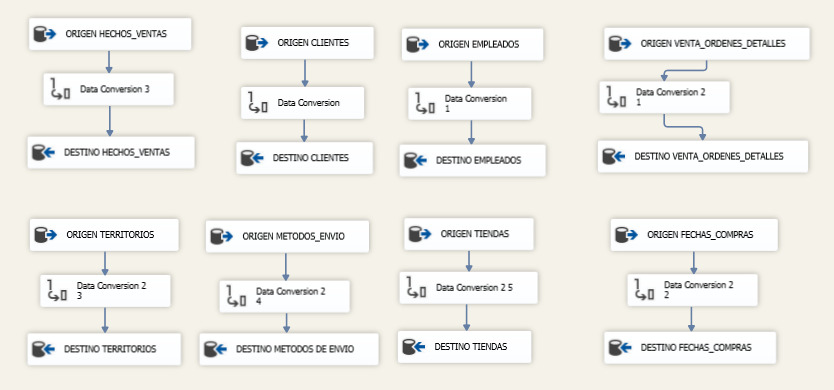 ORIGEN HECHOS_VENTAS
Data Conversion 3
DESTINO HECHOS_VENTAS
ORIGEN CLIENTES
Data Conversion
DESTINO CLIENTES
ORIGEN EMPLEADOS
Data Conversion
1
DESTINO EMPLEADOS
ORIGEN VENTA_ORDENES_DETALLES
Data Conversion 2
1
DESTINO VENTA_ORDENES_DETALLES
ORIGEN TERRITORIOS
Data Conversion 2
3
DESTINO TERRITORIOS
ORIGEN METODOS_ENVIO
Data Conversion 2
4
DESTINO METODOS DE ENVIO
ORIGEN TIENDAS
Data Conversion 2 5
DESTINO TIENDAS
ORIGEN FECHAS_COMPRAS
Data Conversion 2
2
DESTINO FECHAS_COMPRAS